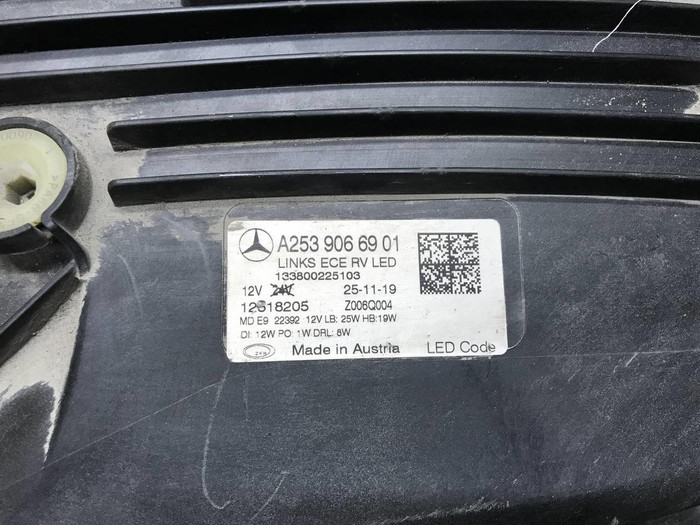 A253 906 69 01
LINKS ECE RV LED
133800225103
12V 24V 25-11-19
12618205 Z006Q004
MD E9 22392 12V LB: 25W HB:19W
DI: 12W PO: 1W DRL: 8W
ZKW Made in Austria LED Code